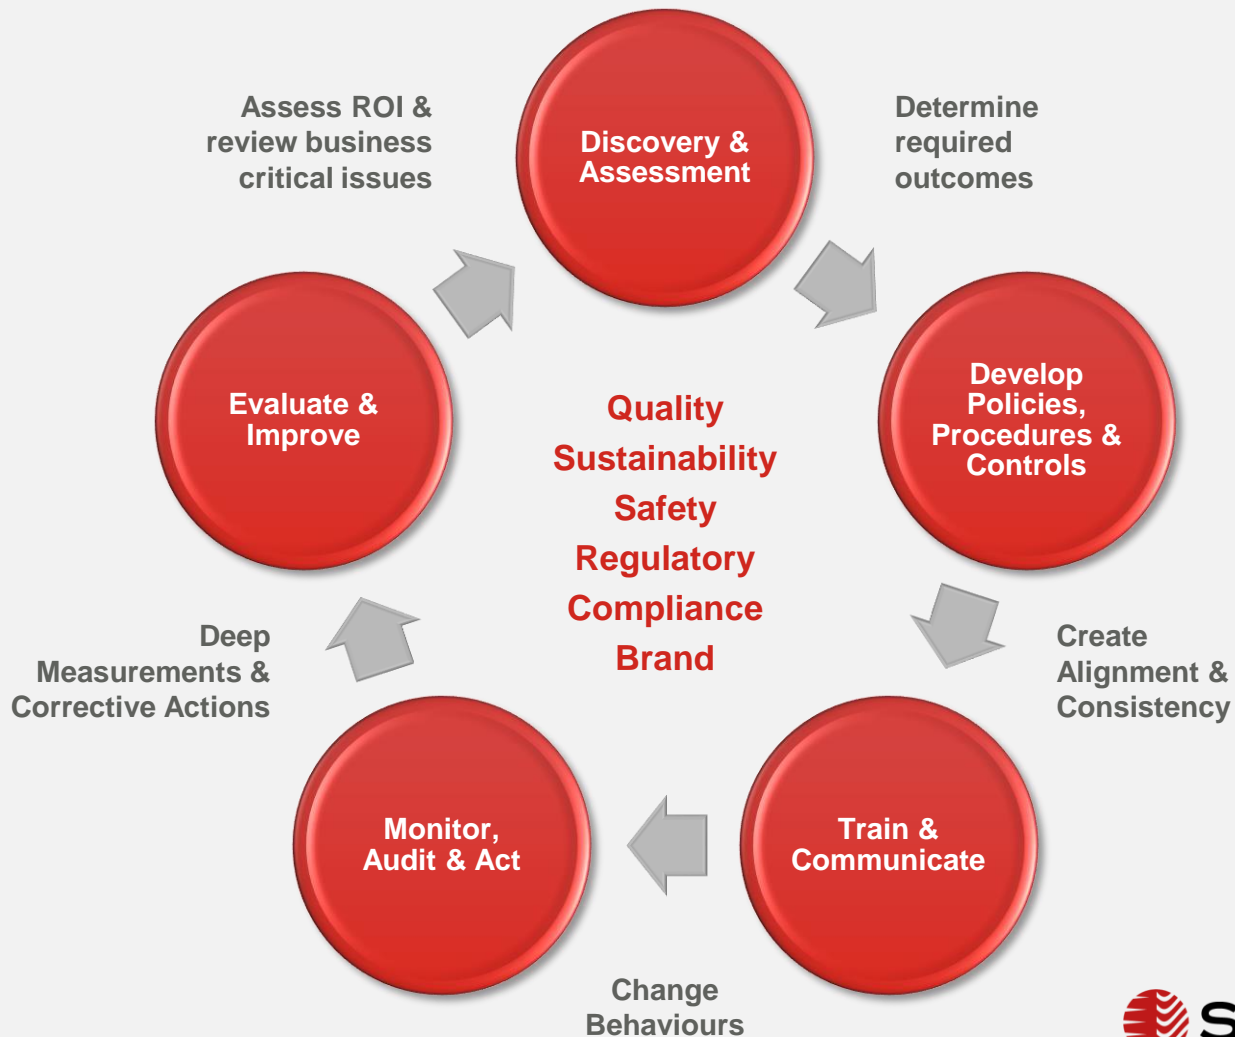 Assess ROI &
review business
critical issues
Discovery &
Assessment
Determine
required
outcomes
Evaluate &
Improve
Quality
Sustainability
Safety
Regulatory
Compliance
Brand
Develop
Policies,
Procedures &
Controls
Deep
Measurements &
Corrective Actions
Create
Alignment &
Consistency
Monitor,
Audit & Act
Train &
Communicate
Change
Behaviours
S